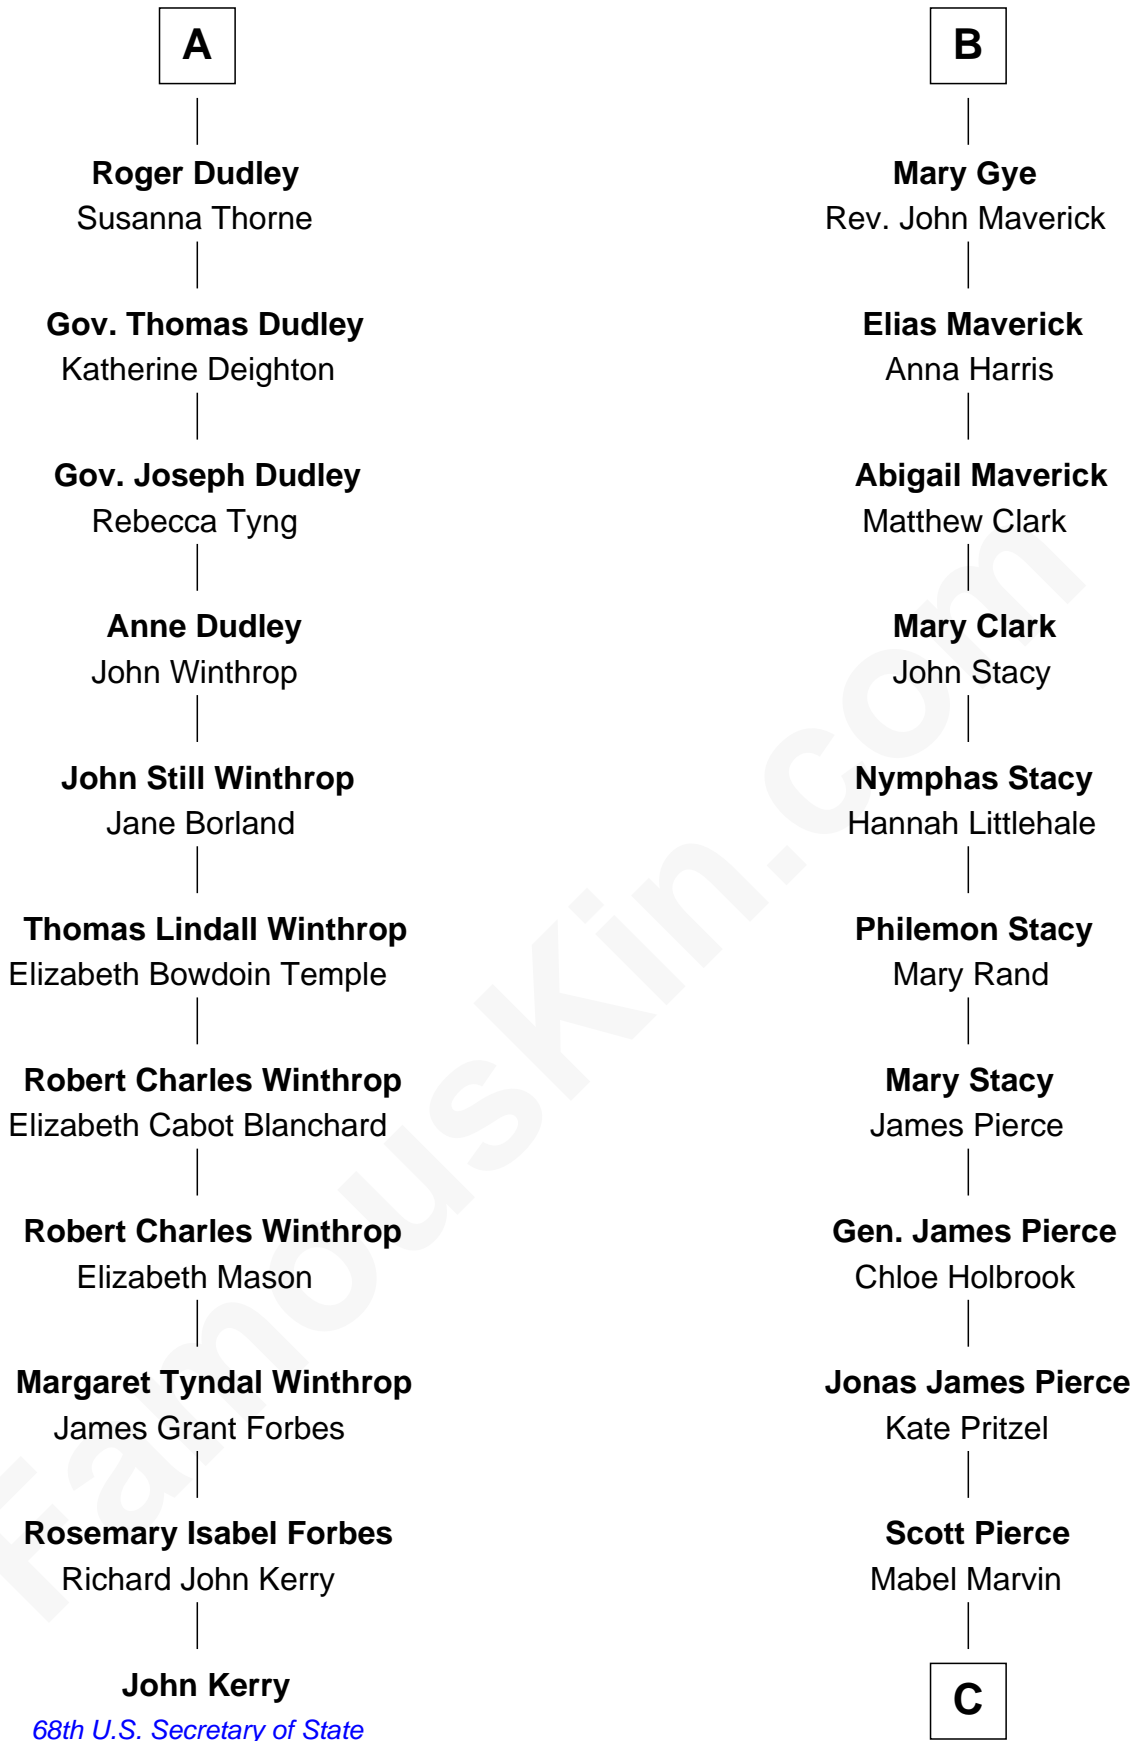 A
Roger Dudley
Susanna Thorne
Gov. Thomas Dudley
Katherine Deighton
Gov. Joseph Dudley
Rebecca Tyng
Anne Dudley
John Winthrop
John Still Winthrop
Jane Borland
Thomas Lindall Winthrop
Elizabeth Bowdoin Temple
Robert Charles Winthrop
Elizabeth Cabot Blanchard
Robert Charles Winthrop
Elizabeth Mason
Margaret Tyndal Winthrop
James Grant Forbes
Rosemary Isabel Forbes
Richard John Kerry
John Kerry
68th U.S. Secretary of State
B
Mary Gye
Rev. John Maverick
Elias Maverick
Anna Harris
Abigail Maverick
Matthew Clark
Mary Clark
John Stacy
Nymphas Stacy
Hannah Littlehale
Philemon Stacy
Mary Rand
Mary Stacy
James Pierce
Gen. James Pierce
Chloe Holbrook
Jonas James Pierce
Kate Pritzel
Scott Pierce
Mabel Marvin
C
FamousKin.com